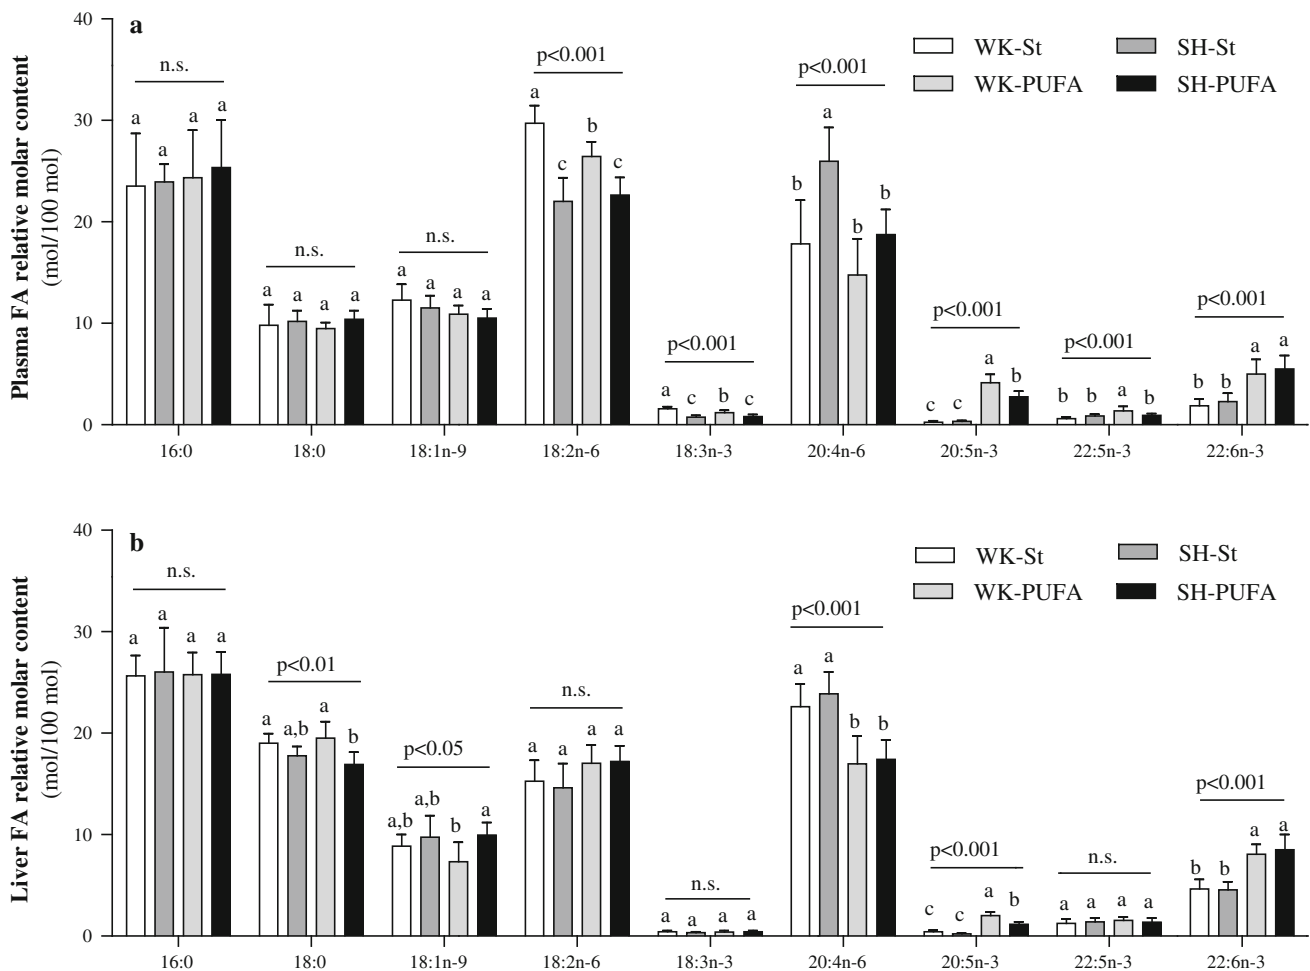 a
Plasma FA relative molar content
(mol/100 mol)
40
30
20
10
0
WK-St
SH-St
WK-PUFA
SH-PUFA
n.s.
a a a a
n.s.
a a a a
n.s.
a a a a
p<0.001
a c b c
p<0.001
a c b c
p<0.001
b a b b
p<0.001
c c a b
p<0.001
b b a b
p<0.001
b b a a
16:0 18:0 18:1n-9 18:2n-6 18:3n-3 20:4n-6 20:5n-3 22:5n-3 22:6n-3
b
Liver FA relative molar content
(mol/100 mol)
40
30
20
10
0
WK-St
SH-St
WK-PUFA
SH-PUFA
n.s.
a a a a
p<0.01
a a,b a b
p<0.05
a,b a,b b a
n.s.
a a a a
n.s.
a a a a
p<0.001
a a b b
p<0.001
c c a b
n.s.
a a a a
p<0.001
b b a a
16:0 18:0 18:1n-9 18:2n-6 18:3n-3 20:4n-6 20:5n-3 22:5n-3 22:6n-3